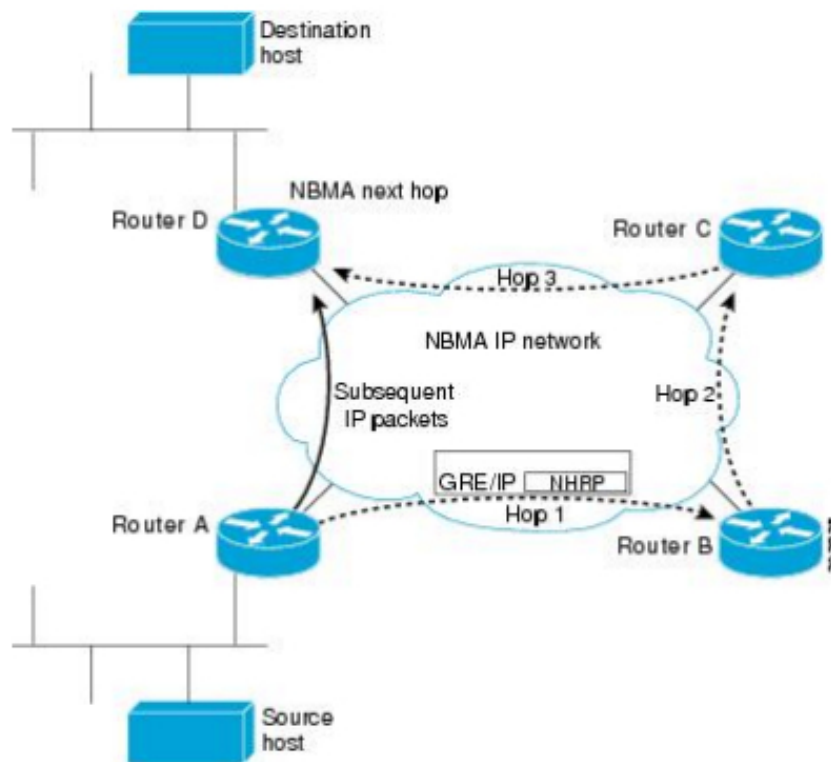 Destination
host
NBMA next hop
Router D
Router C
Hop 3
NBMA IP network
Hop 2
Subsequent
IP packets
GRE/IP
NHRP
Hop 1
Router A
Router B
Source
host